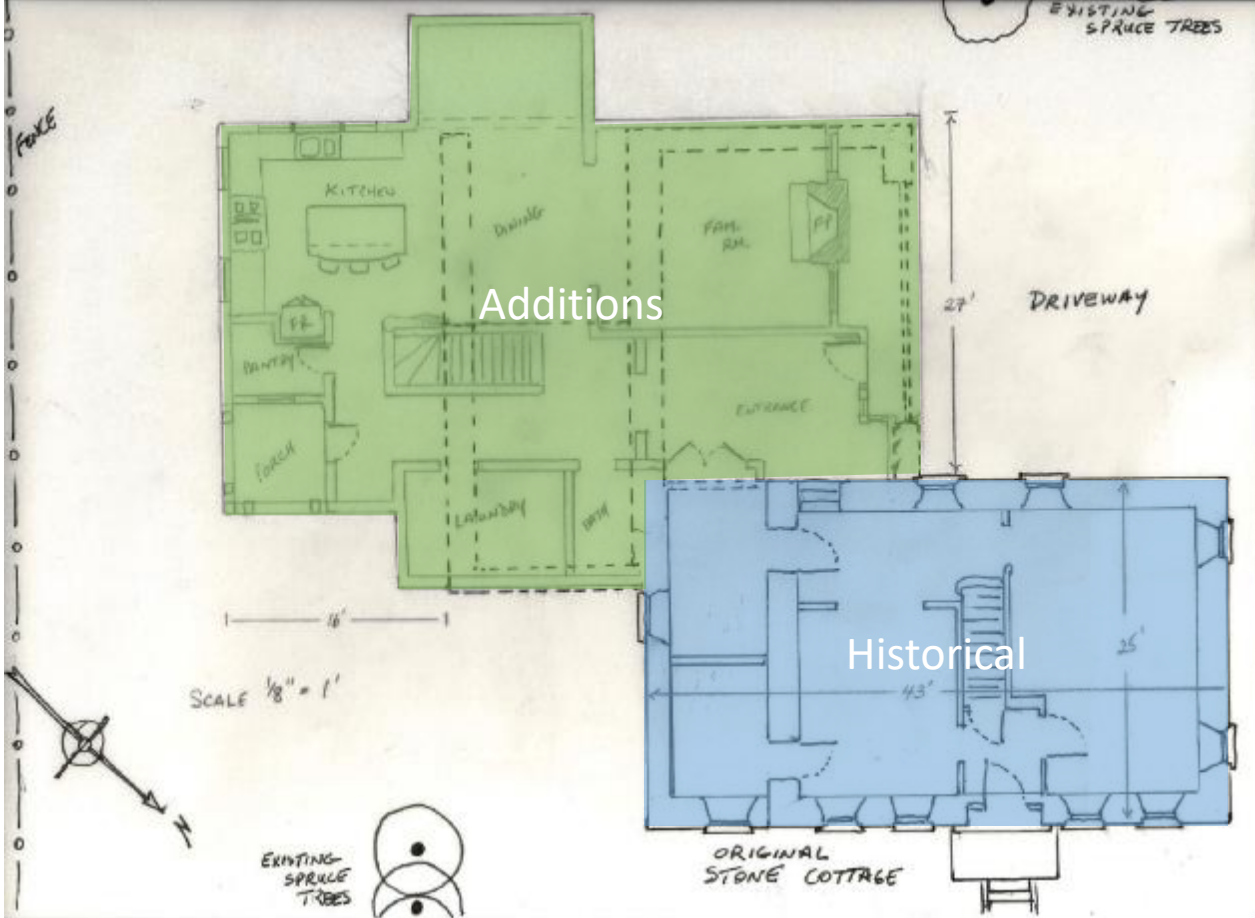 EXISTING
SPRUCE TREES
FENCE
KITCHEN
DINING
FAM.
RM.
FP
Additions
27'
DRIVEWAY
FR
PANTRY
ENTRANCE
PORCH
LAUNDRY
BATH
16'
Historical
25'
43'
SCALE 1/8" = 1'
N
EXISTING
SPRUCE
TREES
ORIGINAL
STONE COTTAGE